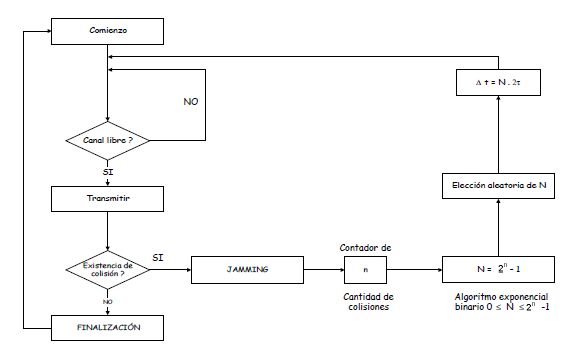 Comienzo
Δ t = N . 2τ
NO
Canal libre ?
SI
Elección aleatoria de N
Transmitir
Contador de
SI
Existencia de
colisión ?
JAMMING
n
N = 2ⁿ - 1
NO
Cantidad de
colisiones
Algoritmo exponencial
binario 0 ≤ N ≤ 2ⁿ -1
FINALIZACIÓN